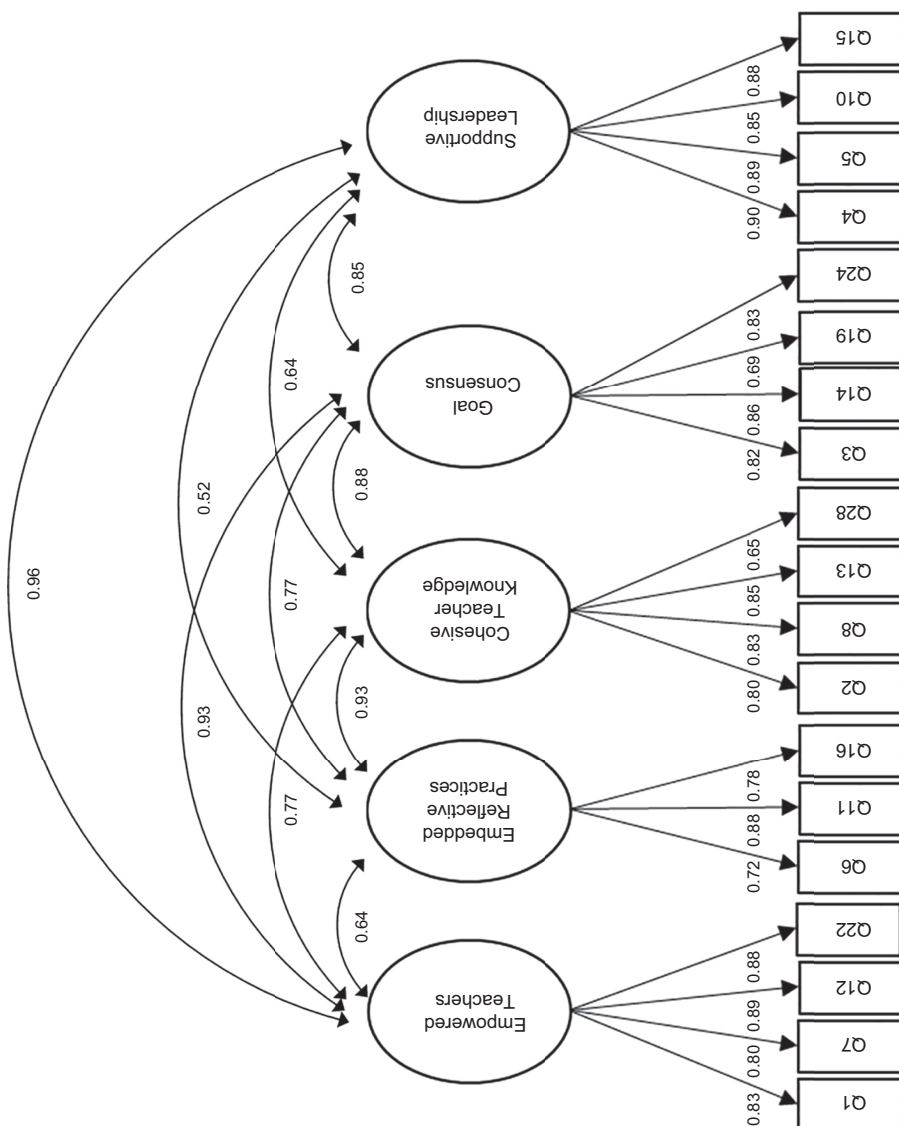 Q1
0.83
Q7
0.80
Q12
0.89
Q22
0.88
Empowered
Teachers
0.64
Q6
0.72
Q11
0.88
Q16
0.78
Embedded
Reflective
Practices
0.77
0.93
0.93
Q2
0.80
Q8
0.83
Q13
0.85
Q28
0.65
Cohesive
Teacher
Knowledge
0.77
0.96
0.52
0.88
Q3
0.82
Q14
0.86
Q19
0.69
Q24
0.83
Goal
Consensus
0.64
0.85
Q4
0.90
Q5
0.89
Q10
0.85
Q15
0.88
Supportive
Leadership